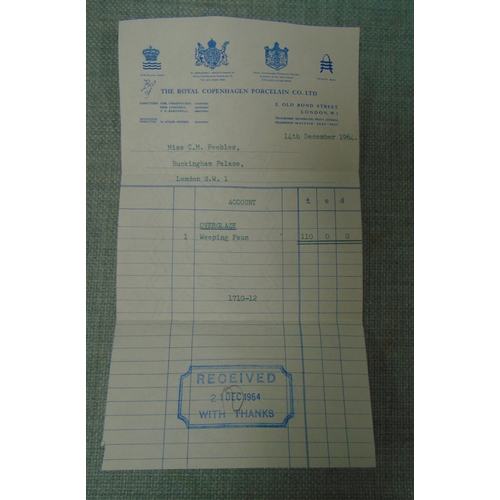 THE ROYAL COPENHAGEN PORCELAIN CO. LTD
2, OLD BOND STREET,
LONDON, W.1
14th December 1964.
Miss C.M. Peebles,
Buckingham Palace,
London S.W. 1
ACCOUNT £ s d
OVERGLAZE
1 Weeping Faun 110 0 0
1710-12
RECEIVED
21 DEC 1964
WITH THANKS